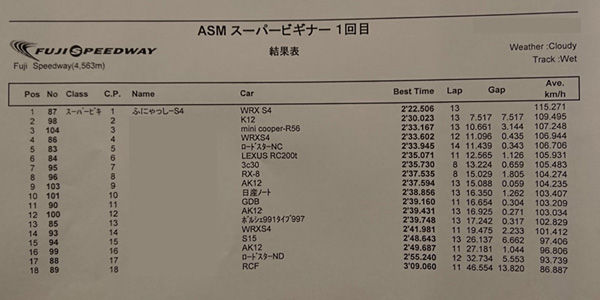 ASM スーパービギナー 1回目
FUJI SPEEDWAY
結果表
Weather :Cloudy
Fuji Speedway(4,563m)
Track :Wet
Pos No Class C.P. Name Car Best Time Lap Gap Ave. km/h
1 87 スーパービギ 1 ふにゃっしーS4 WRX S4 2'22.506 13 115.271
2 98 2 K12 2'30.023 13 7.517 7.517 109.495
3 104 3 mini cooper-R56 2'33.167 13 10.661 3.144 107.248
4 86 4 WRXS4 2'33.602 12 11.096 0.435 106.944
5 83 5 ロードスターNC 2'33.945 14 11.439 0.343 106.706
6 84 6 LEXUS RC200t 2'35.071 11 12.565 1.126 105.931
7 95 7 3c30 2'35.730 8 13.224 0.659 105.483
8 96 8 RX-8 2'37.535 8 15.029 1.805 104.274
9 103 9 AK12 2'37.594 13 15.088 0.059 104.235
10 101 10 日産ノート 2'38.856 13 16.350 1.262 103.407
11 90 11 GDB 2'39.160 11 16.654 0.304 103.209
12 100 12 AK12 2'39.431 13 16.925 0.271 103.034
13 85 13 ポルシェ991タイプ997 2'39.748 13 17.242 0.317 102.829
14 93 14 WRXS4 2'41.981 11 19.475 2.233 101.412
15 94 15 S15 2'48.643 13 26.137 6.662 97.406
16 99 16 AK12 2'49.687 12 27.181 1.044 96.806
17 88 17 ロードスターND 2'55.240 12 32.734 5.553 93.739
18 89 18 RCF 3'09.060 11 46.554 13.820 86.887